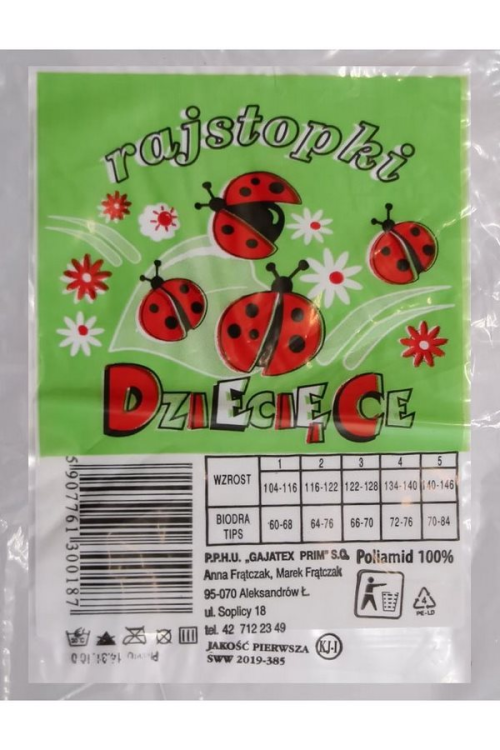 rajstopki
DZIECIĘCE
1 2 3 4 5
WZROST 104-116 116-122 122-128 134-140 140-146
BIODRA TIPS 60-68 64-76 66-70 72-76 70-84
5907761300187
P.P.H.U. „GAJATEX PRIM" S.C. Poliamid 100%
Anna Frątczak, Marek Frątczak
95-070 Aleksandrów Ł.
ul. Soplicy 18
tel. 42 712 23 49
JAKOŚĆ PIERWSZA KJ-I
SWW 2019-385
4
PE-LD